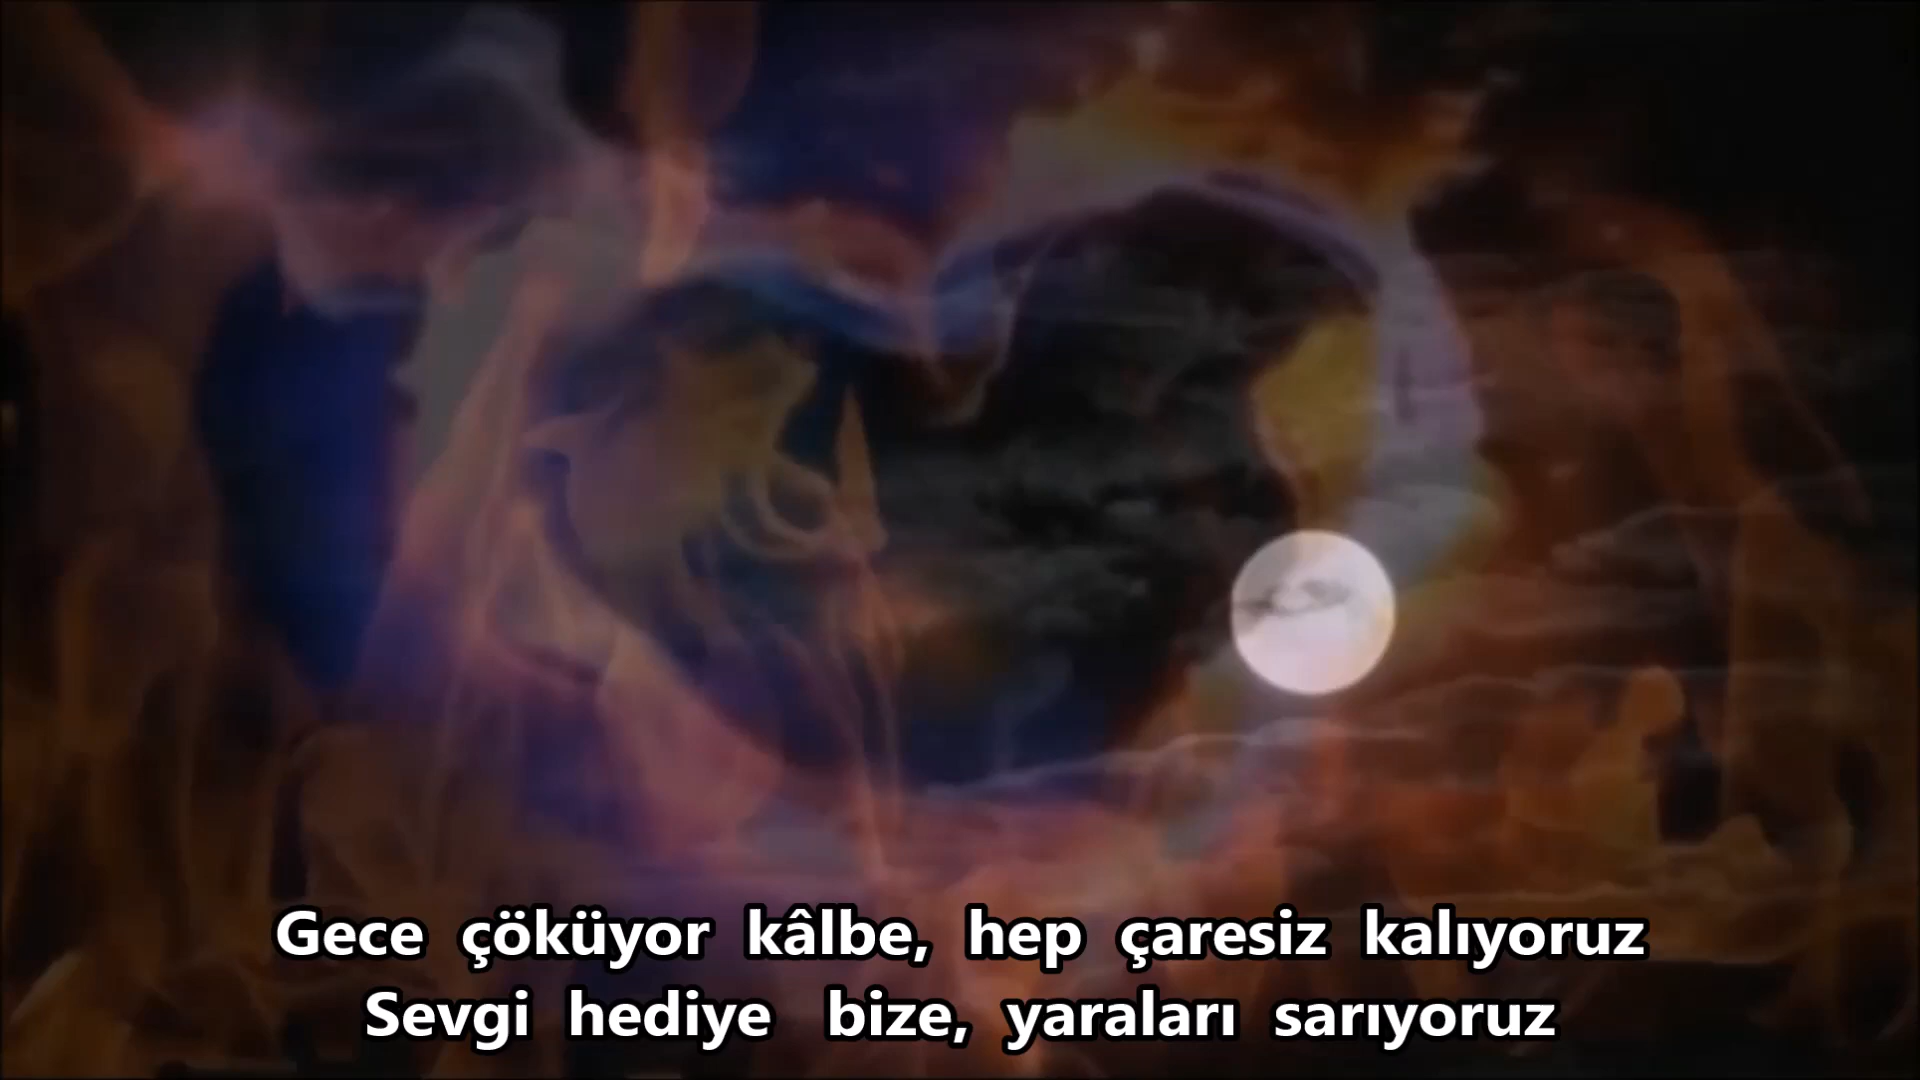 Gece çöküyor kâlbe, hep çaresiz kalıyoruz
Sevgi hediye bize, yaraları sarıyoruz